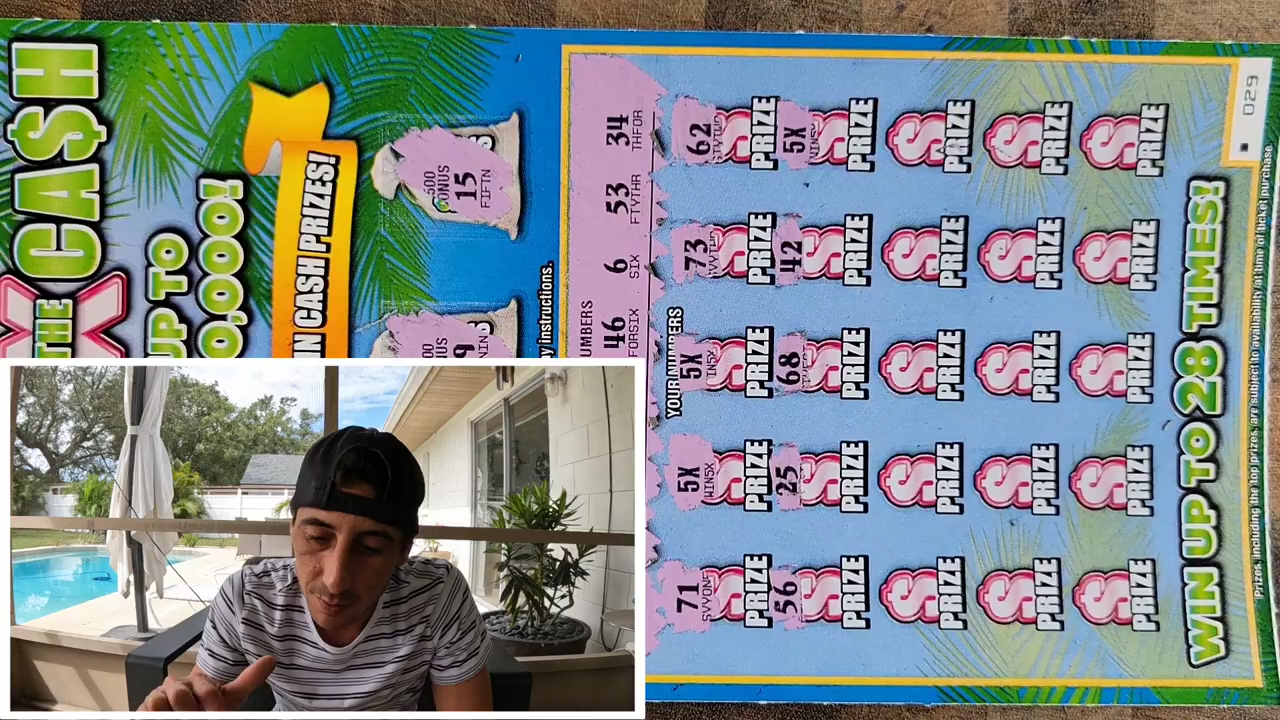 THE CA$H
UP TO
0,000!
IN CASH PRIZES!
500
BONUS
15
FIFTN
9
NIN
instructions.
UMBERS
46 6 53 34
FORSIX SIX FTYTHR THFOR
YOUR NUMBERS
71 5X 5X 73 62
WIN5X
PRIZE PRIZE PRIZE PRIZE PRIZE
56 25 68 42 5X
PRIZE PRIZE PRIZE PRIZE PRIZE
$ $ $ $ $
PRIZE PRIZE PRIZE PRIZE PRIZE
$ $ $ $ $
PRIZE PRIZE PRIZE PRIZE PRIZE
$ $ $ $ $
PRIZE PRIZE PRIZE PRIZE PRIZE
WIN UP TO 28 TIMES!
029
Prizes, including the top prizes, are subject to availability at time of ticket purchase.